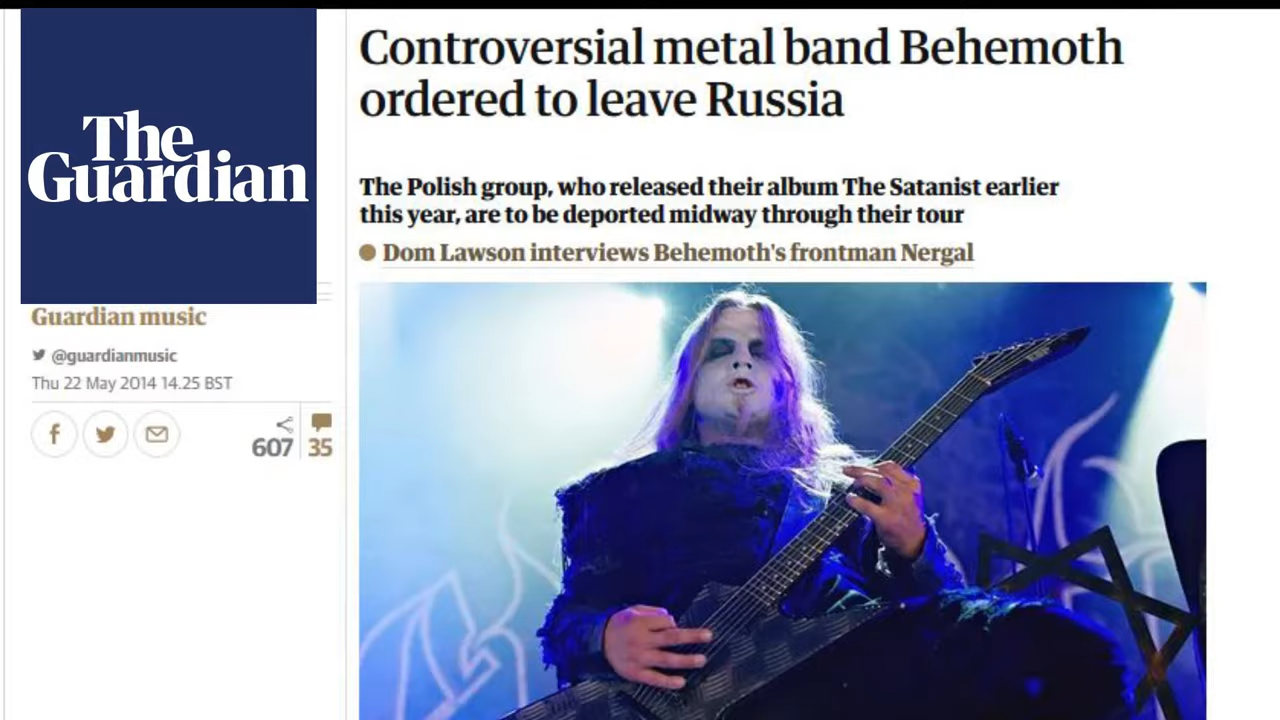 The
Guardian
Controversial metal band Behemoth
ordered to leave Russia
The Polish group, who released their album The Satanist earlier
this year, are to be deported midway through their tour
Dom Lawson interviews Behemoth's frontman Nergal
Guardian music
@guardianmusic
Thu 22 May 2014 14.25 BST
607 35